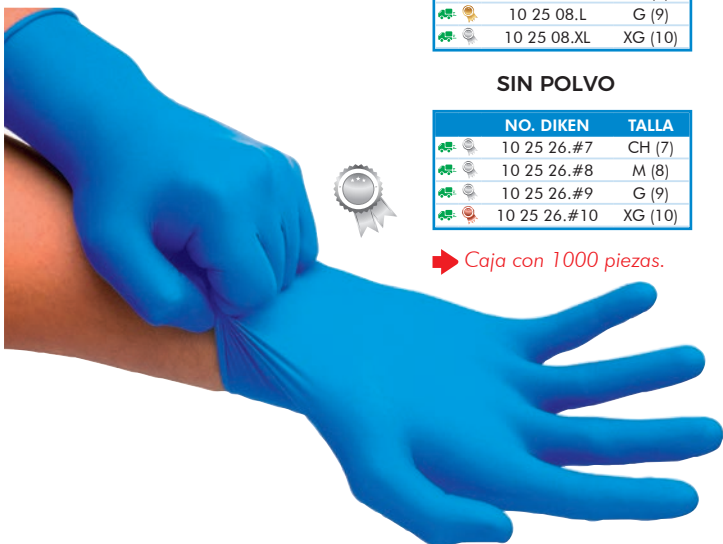 10 25 08.L G (9)
10 25 08.XL XG (10)
SIN POLVO
NO. DIKEN TALLA
10 25 26.#7 CH (7)
10 25 26.#8 M (8)
10 25 26.#9 G (9)
10 25 26.#10 XG (10)
Caja con 1000 piezas.